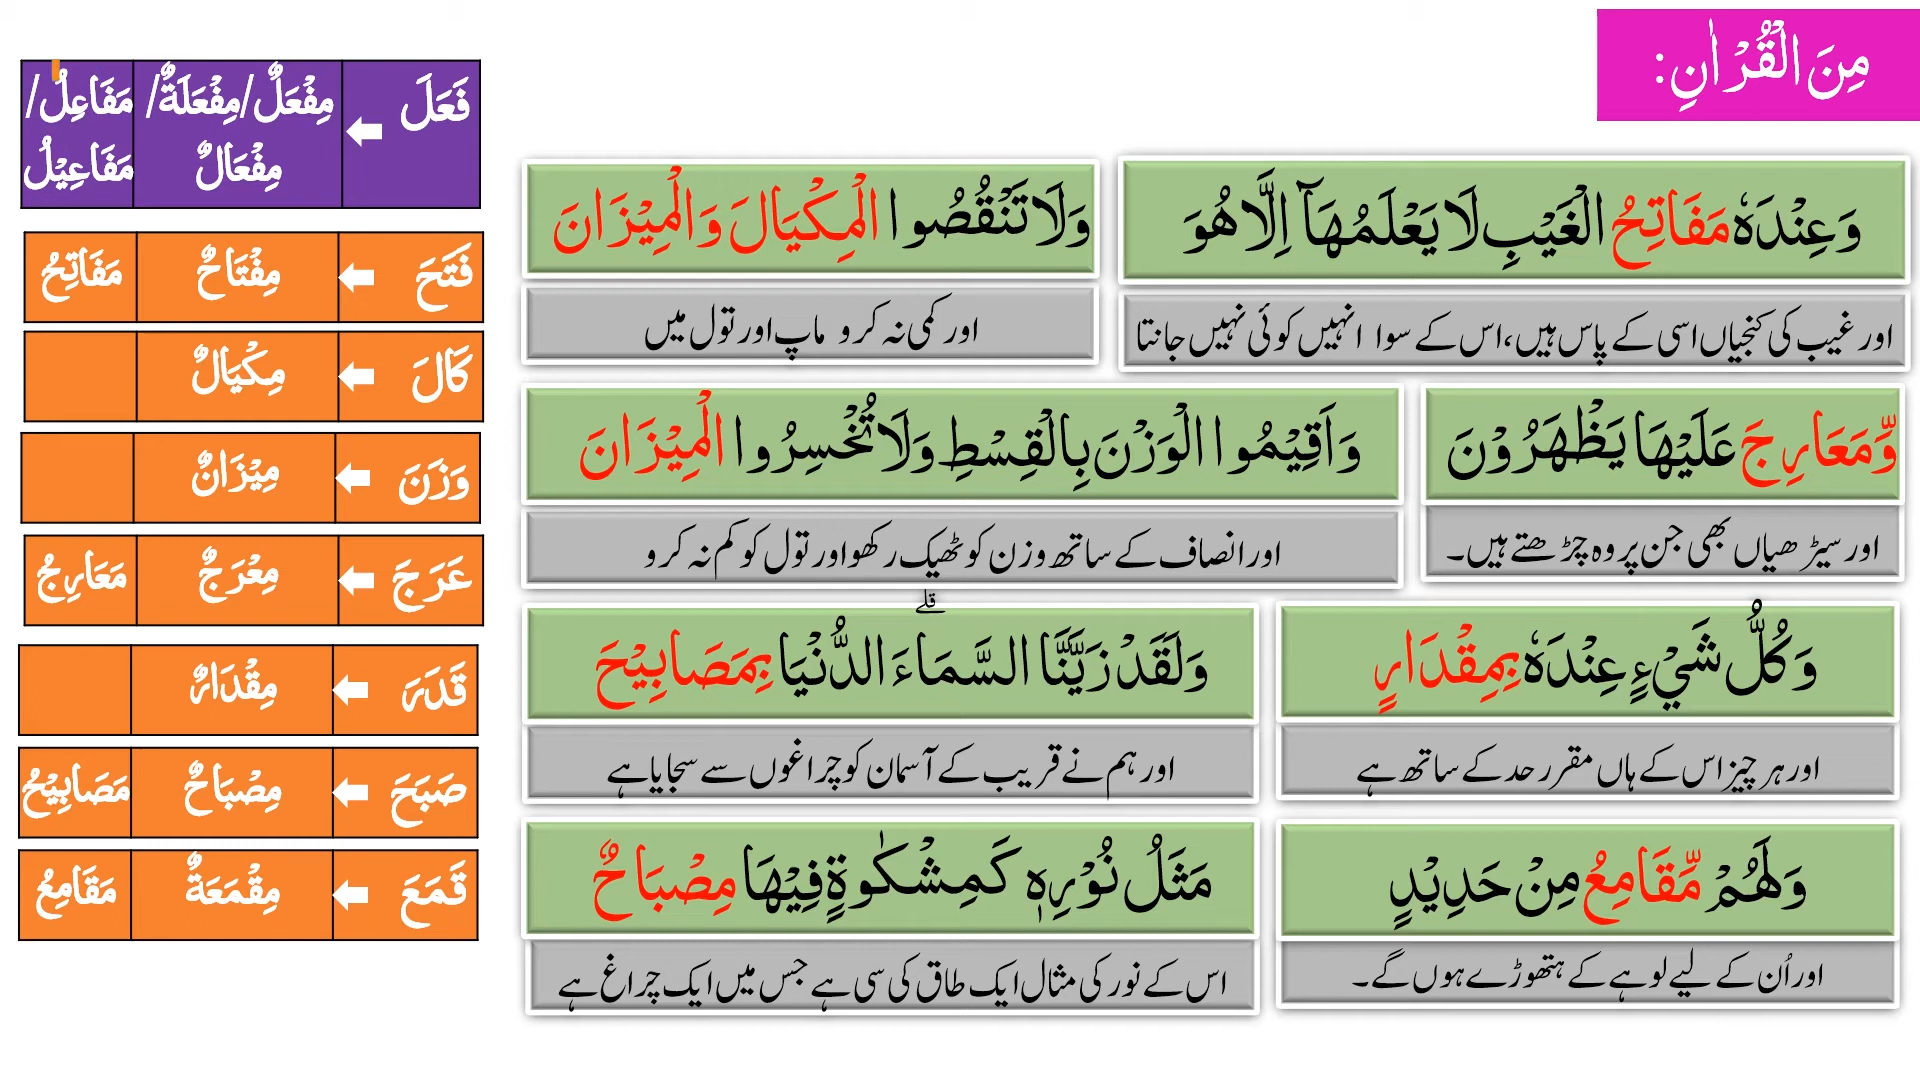 مِنَ الْقُرْاٰنِ:
وَعِنْدَهٗ مَفَاتِحُ الْغَيْبِ لَا يَعْلَمُهَآ اِلَّا هُوَ
اور غیب کی کنجیاں اسی کے پاس ہیں، اس کے سوا انہیں کوئی نہیں جانتا
وَلَا تَنْقُصُوا الْمِكْيَالَ وَالْمِيْزَانَ
اور کمی نہ کرو ماپ اور تول میں
وَّمَعَارِجَ عَلَيْهَا يَظْهَرُوْنَ
اور سیڑھیاں بھی جن پر وہ چڑھتے ہیں۔
وَاَقِيْمُوا الْوَزْنَ بِالْقِسْطِ وَلَا تُخْسِرُوا الْمِيْزَانَ
اور انصاف کے ساتھ وزن کو ٹھیک رکھو اور تول کو کم نہ کرو
وَكُلُّ شَيْءٍ عِنْدَهٗ بِمِقْدَارٍ
اور ہر چیز اس کے ہاں مقرر حد کے ساتھ ہے
وَلَقَدْ زَيَّنَّا السَّمَاءَ الدُّنْيَا بِمَصَابِيْحَ ۖ
اور ہم نے قریب کے آسمان کو چراغوں سے سجایا ہے
وَلَهُمْ مَّقَامِعُ مِنْ حَدِيْدٍ
اور اُن کے لیے لوہے کے ہتھوڑے ہوں گے۔
مَثَلُ نُوْرِهٖ كَمِشْكٰوةٍ فِيْهَا مِصْبَاحٌ
اس کے نور کی مثال ایک طاق کی سی ہے جس میں ایک چراغ ہے
فَعَلَ ← مِفْعَلٌ/مِفْعَلَةٌ/ مَفَاعِلُ/
مِفْعَالٌ مَفَاعِيْلُ
فَتَحَ ← مِفْتَاحٌ مَفَاتِحُ
كَالَ ← مِكْيَالٌ
وَزَنَ ← مِيْزَانٌ
عَرَجَ ← مِعْرَجٌ مَعَارِجُ
قَدَرَ ← مِقْدَارٌ
صَبَحَ ← مِصْبَاحٌ مَصَابِيْحُ
قَمَعَ ← مِقْمَعَةٌ مَقَامِعُ